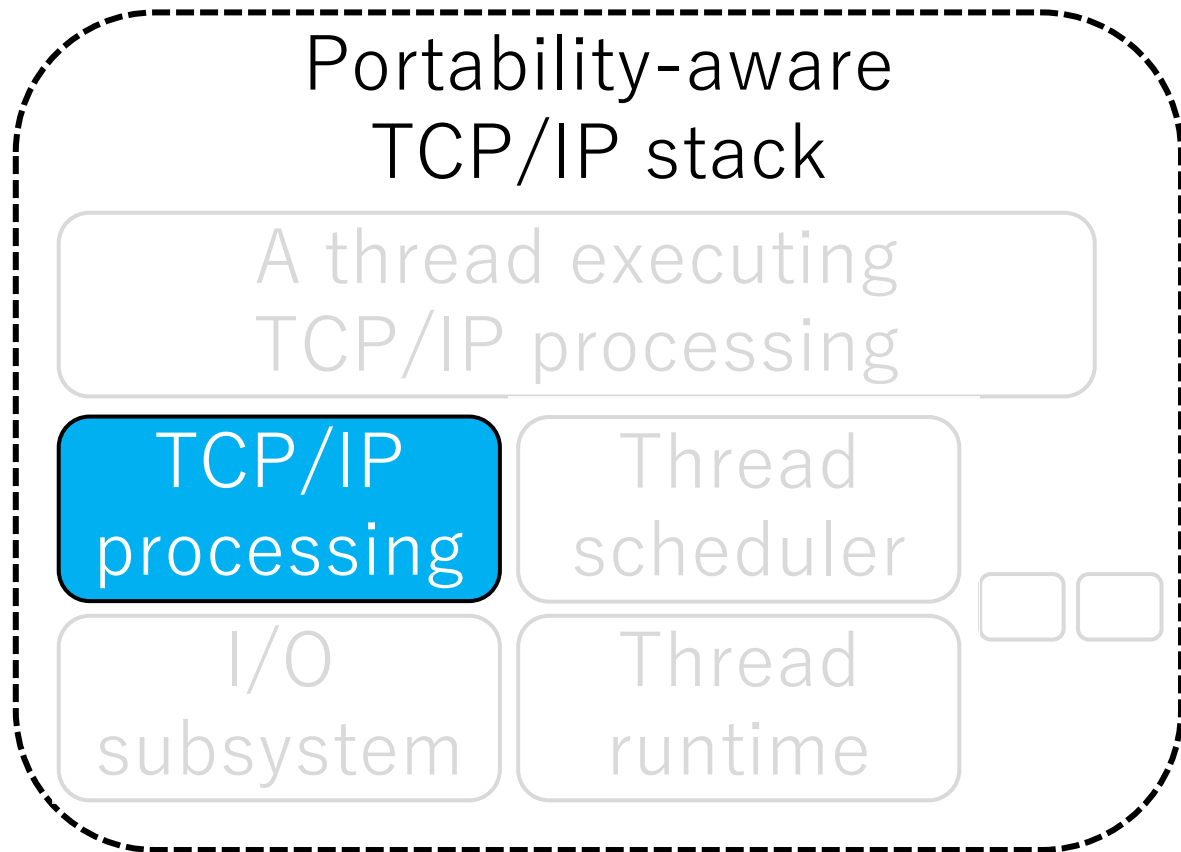 Portability-aware
TCP/IP stack
A thread executing
TCP/IP processing
TCP/IP
processing
Thread
scheduler
I/O
subsystem
Thread
runtime